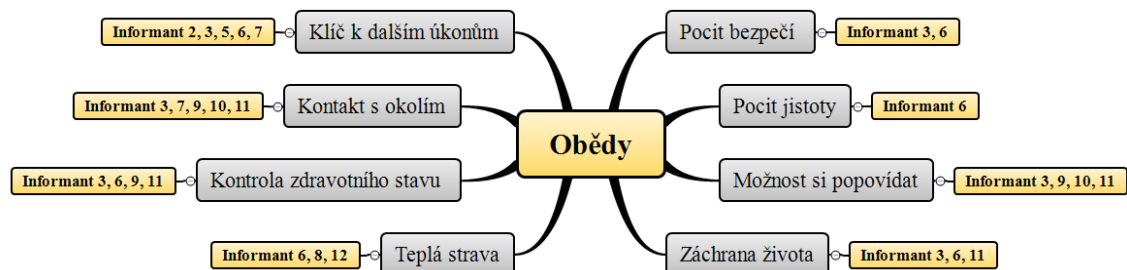 Informant 2, 3, 5, 6, 7
Klíč k dalším úkonům
Pocit bezpečí
Informant 3, 6
Informant 3, 7, 9, 10, 11
Kontakt s okolím
Pocit jistoty
Informant 6
Obědy
Informant 3, 6, 9, 11
Kontrola zdravotního stavu
Možnost si popovídat
Informant 3, 9, 10, 11
Informant 6, 8, 12
Teplá strava
Záchrana života
Informant 3, 6, 11